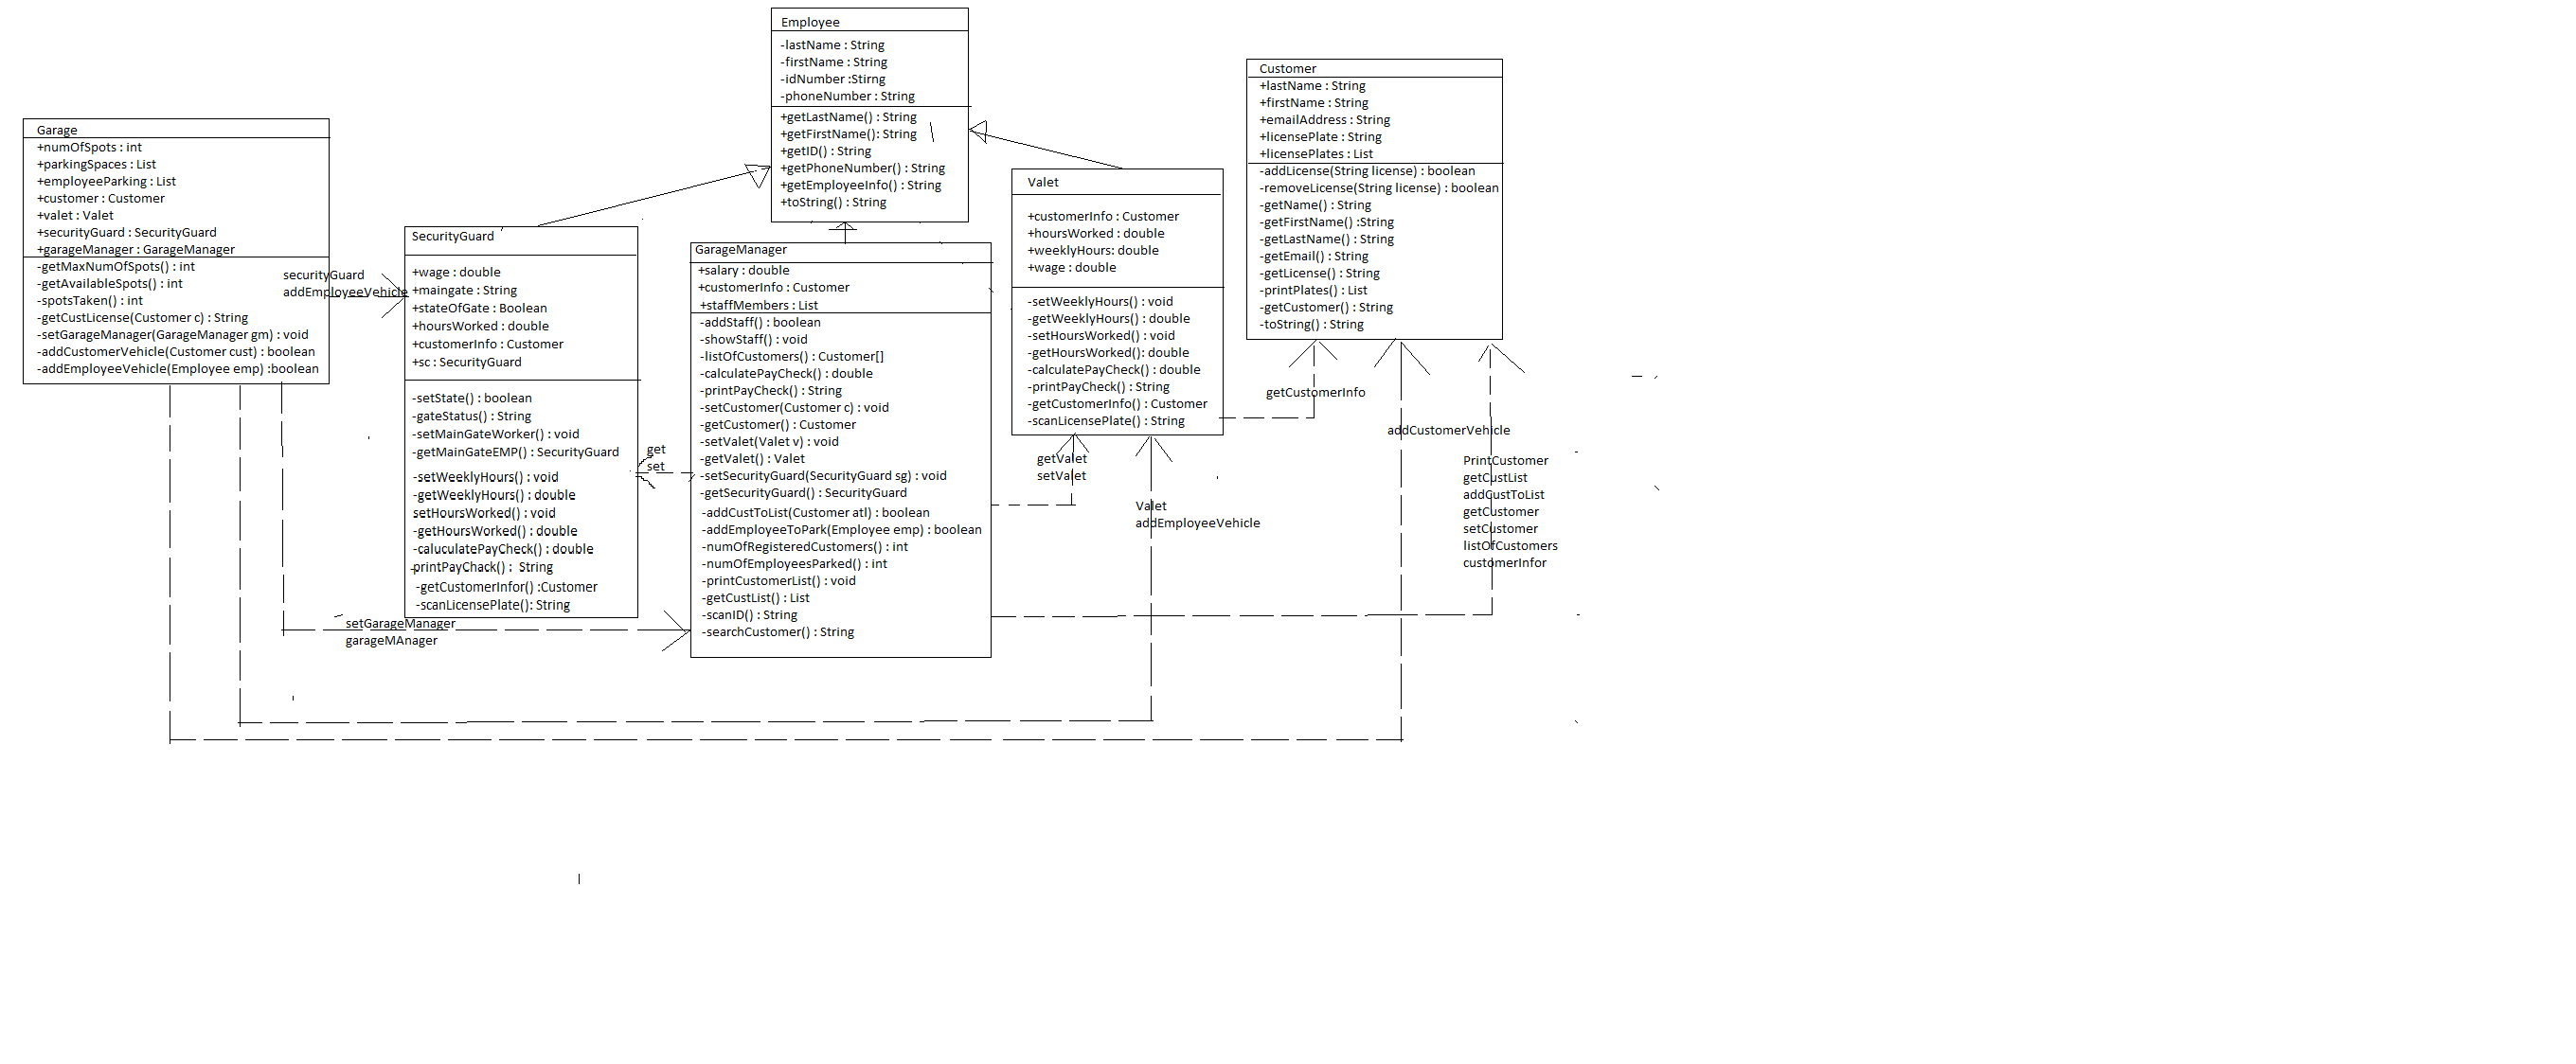 Employee
-lastName : String
-firstName : String
-idNumber :Stirng
-phoneNumber : String
+getLastName() : String
+getFirstName(): String
+getID() : String
+getPhoneNumber() : String
+getEmployeeInfo() : String
+toString() : String
Customer
+lastName : String
+firstName : String
+emailAddress : String
+licensePlate : String
+licensePlates : List
-addLicense(String license) : boolean
-removeLicense(String license) : boolean
-getName() : String
-getFirstName() :String
-getLastName() : String
-getEmail() : String
-getLicense() : String
-printPlates() : List
-getCustomer() : String
-toString() : String
Garage
+numOfSpots : int
+parkingSpaces : List
+employeeParking : List
+customer : Customer
+valet : Valet
+securityGuard : SecurityGuard
+garageManager : GarageManager
-getMaxNumOfSpots() : int
-getAvailableSpots() : int
-spotsTaken() : int
-getCustLicense(Customer c) : String
-setGarageManager(GarageManager gm) : void
-addCustomerVehicle(Customer cust) : boolean
-addEmployeeVehicle(Employee emp) :boolean
securityGuard
addEmployeeVehicle
SecurityGuard
+wage : double
+maingate : String
+stateOfGate : Boolean
+hoursWorked : double
+customerInfo : Customer
+sc : SecurityGuard
-setState() : boolean
-gateStatus() : String
-setMainGateWorker() : void
-getMainGateEMP() : SecurityGuard
-setWeeklyHours() : void
-getWeeklyHours() : double
setHoursWorked() : void
-getHoursWorked() : double
-caluculatePayCheck() : double
-printPayChack() : String
-getCustomerInfor() :Customer
-scanLicensePlate(): String
get
set
GarageManager
+salary : double
+customerInfo : Customer
+staffMembers : List
-addStaff() : boolean
-showStaff() : void
-listOfCustomers() : Customer[]
-calculatePayCheck() : double
-printPayCheck() : String
-setCustomer(Customer c) : void
-getCustomer() : Customer
-setValet(Valet v) : void
-getValet() : Valet
-setSecurityGuard(SecurityGuard sg) : void
-getSecurityGuard() : SecurityGuard
-addCustToList(Customer atl) : boolean
-addEmployeeToPark(Employee emp) : boolean
-numOfRegisteredCustomers() : int
-numOfEmployeesParked() : int
-printCustomerList() : void
-getCustList() : List
-scanID() : String
-searchCustomer() : String
Valet
+customerInfo : Customer
+hoursWorked : double
+weeklyHours: double
+wage : double
-setWeeklyHours() : void
-getWeeklyHours() : double
-setHoursWorked() : void
-getHoursWorked(): double
-calculatePayCheck() : double
-printPayCheck() : String
-getCustomerInfo() : Customer
-scanLicensePlate() : String
getCustomerInfo
addCustomerVehicle
getValet
setValet
Valet
addEmployeeVehicle
PrintCustomer
getCustList
addCustToList
getCustomer
setCustomer
listOfCustomers
customerInfor
setGarageManager
garageMAnager